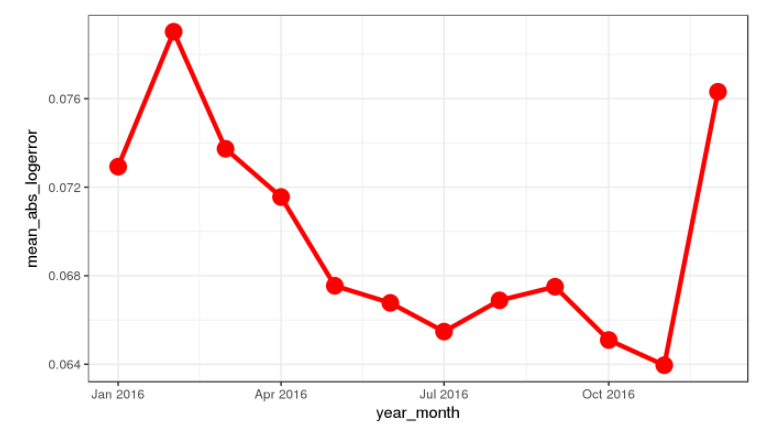 0.076
0.072
0.068
0.064
mean_abs_logerror
Jan 2016
Apr 2016
Jul 2016
Oct 2016
year_month